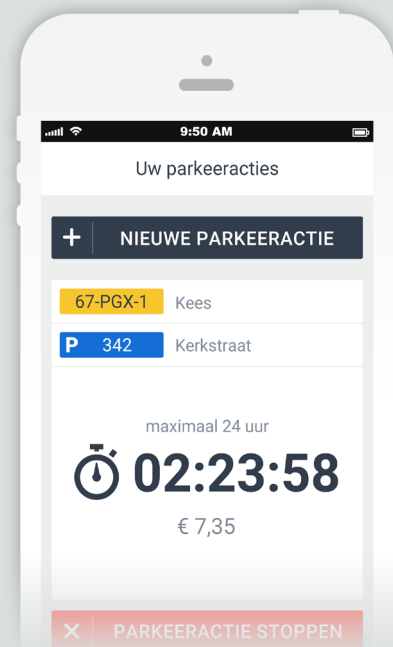 9:50 AM
Uw parkeeracties
+ NIEUWE PARKEERACTIE
67-PGX-1 Kees
P 342 Kerkstraat
maximaal 24 uur
02:23:58
€ 7,35
PARKEERACTIE STOPPEN